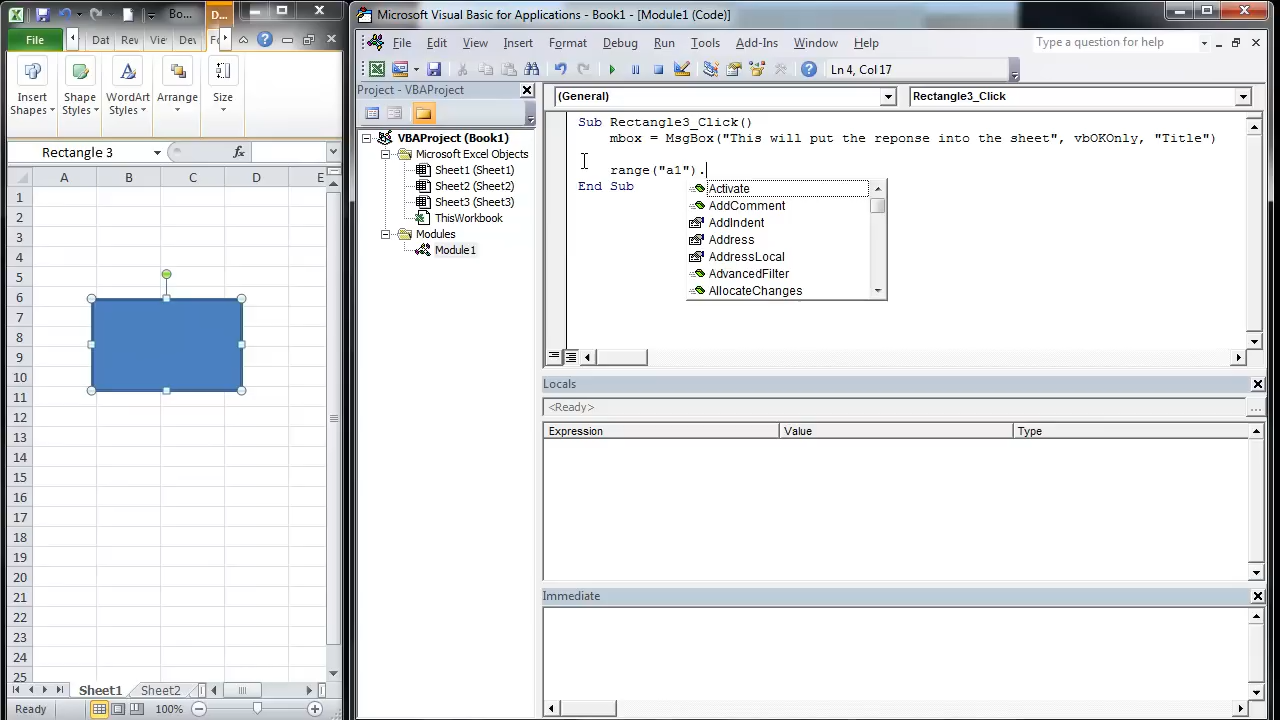 Bo...
D...
File
Dat
Rev
Vie
Dev
Fo
Insert Shapes
Shape Styles
WordArt Styles
Arrange
Size
Rectangle 3
fx
A B C D E
1
2
3
4
5
6
7
8
9
10
11
12
13
14
15
16
17
18
19
20
21
22
23
24
25
Sheet1 Sheet2
Ready 100%
Microsoft Visual Basic for Applications - Book1 - [Module1 (Code)]
File Edit View Insert Format Debug Run Tools Add-Ins Window Help
Type a question for help
Ln 4, Col 17
Project - VBAProject
VBAProject (Book1)
Microsoft Excel Objects
Sheet1 (Sheet1)
Sheet2 (Sheet2)
Sheet3 (Sheet3)
ThisWorkbook
Modules
Module1
(General)
Rectangle3_Click
Sub Rectangle3_Click()
mbox = MsgBox("This will put the reponse into the sheet", vbOKOnly, "Title")
range("a1").
End Sub
Activate
AddComment
AddIndent
Address
AddressLocal
AdvancedFilter
AllocateChanges
Locals
<Ready>
...
Expression Value Type
Immediate